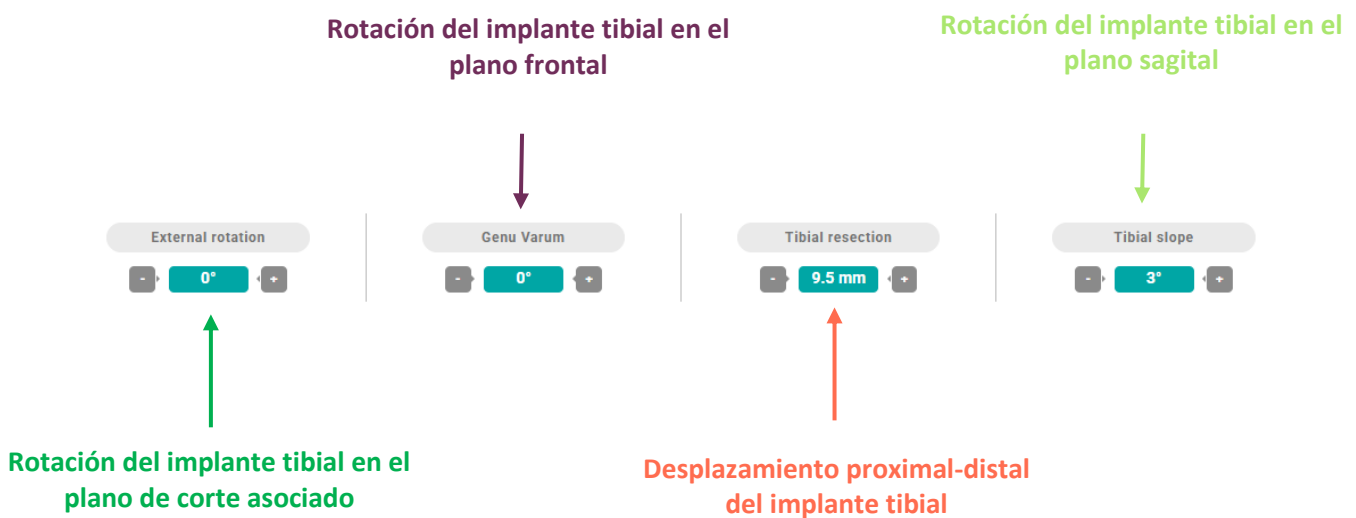 Rotación del implante tibial en el
plano frontal
Rotación del implante tibial en el
plano sagital
External rotation
Genu Varum
Tibial resection
Tibial slope
- 0° +
- 0° +
- 9.5 mm +
- 3° +
Rotación del implante tibial en el
plano de corte asociado
Desplazamiento proximal-distal
del implante tibial